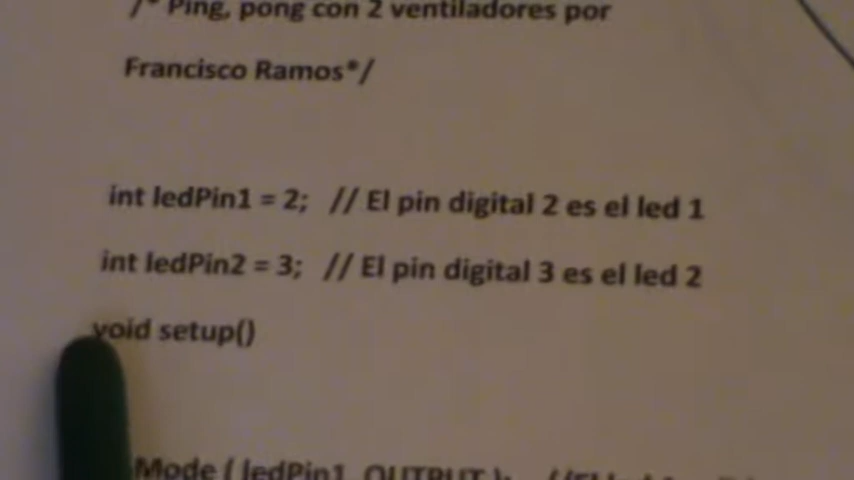 /* Ping, pong con 2 ventiladores por
Francisco Ramos*/
int ledPin1 = 2; // El pin digital 2 es el led 1
int ledPin2 = 3; // El pin digital 3 es el led 2
void setup()
Mode ( ledPin1, OUTPUT );